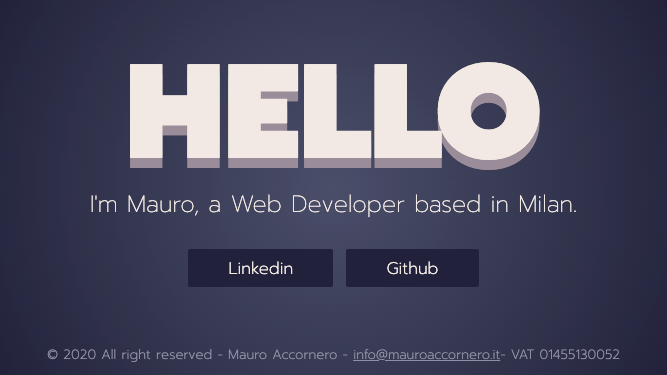 HELLO
I'm Mauro, a Web Developer based in Milan.
Linkedin
Github
© 2020 All right reserved - Mauro Accornero - info@mauroaccornero.it- VAT 01455130052